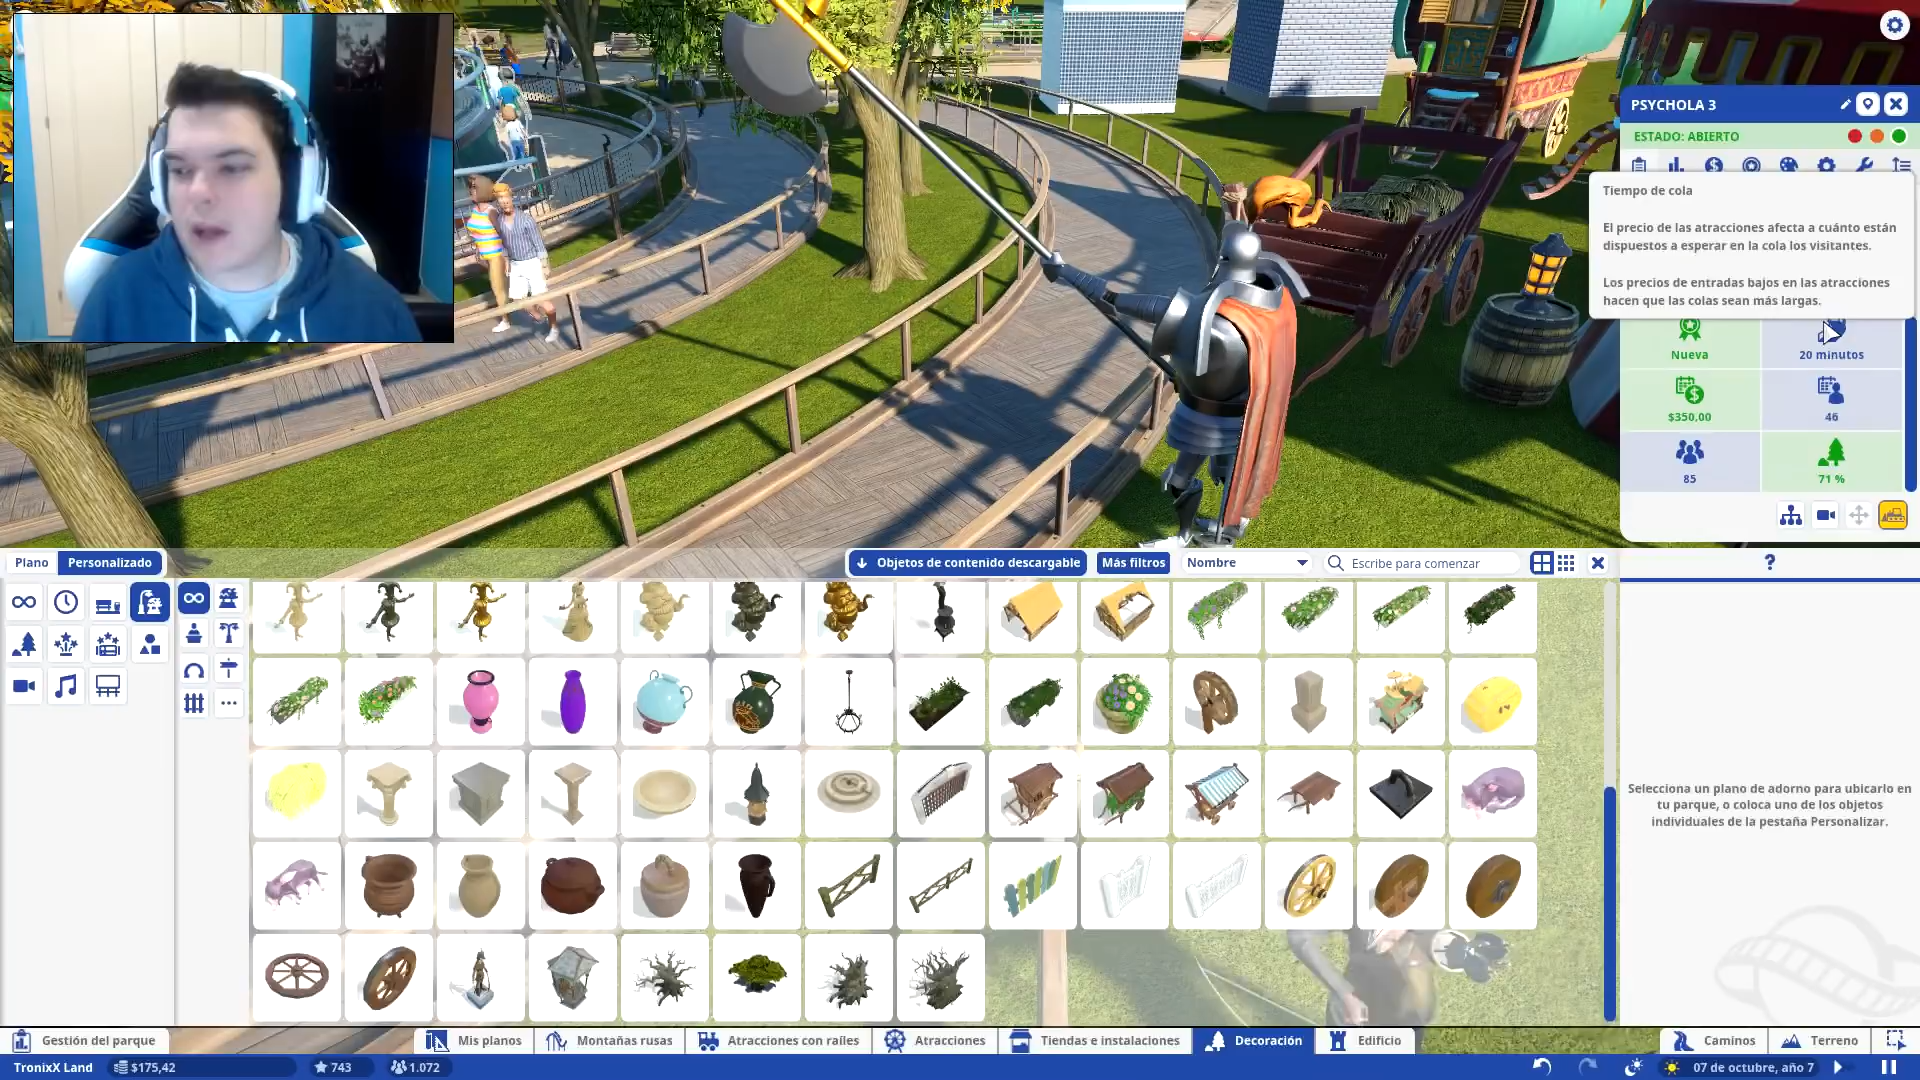 PSYCHOLA 3
ESTADO: ABIERTO
Tiempo de cola
El precio de las atracciones afecta a cuánto están
dispuestos a esperar en la cola los visitantes.
Los precios de entradas bajos en las atracciones
hacen que las colas sean más largas.
Nueva
20 minutos
$350,00
46
85
71 %
Plano
Personalizado
Objetos de contenido descargable
Más filtros
Nombre
Escribe para comenzar
?
Selecciona un plano de adorno para ubicarlo en
tu parque, o coloca uno de los objetos
individuales de la pestaña Personalizar.
Gestión del parque
Mis planos
Montañas rusas
Atracciones con raíles
Atracciones
Tiendas e instalaciones
Decoración
Edificio
Caminos
Terreno
TronixX Land
$175,42
743
1.072
07 de octubre, año 7